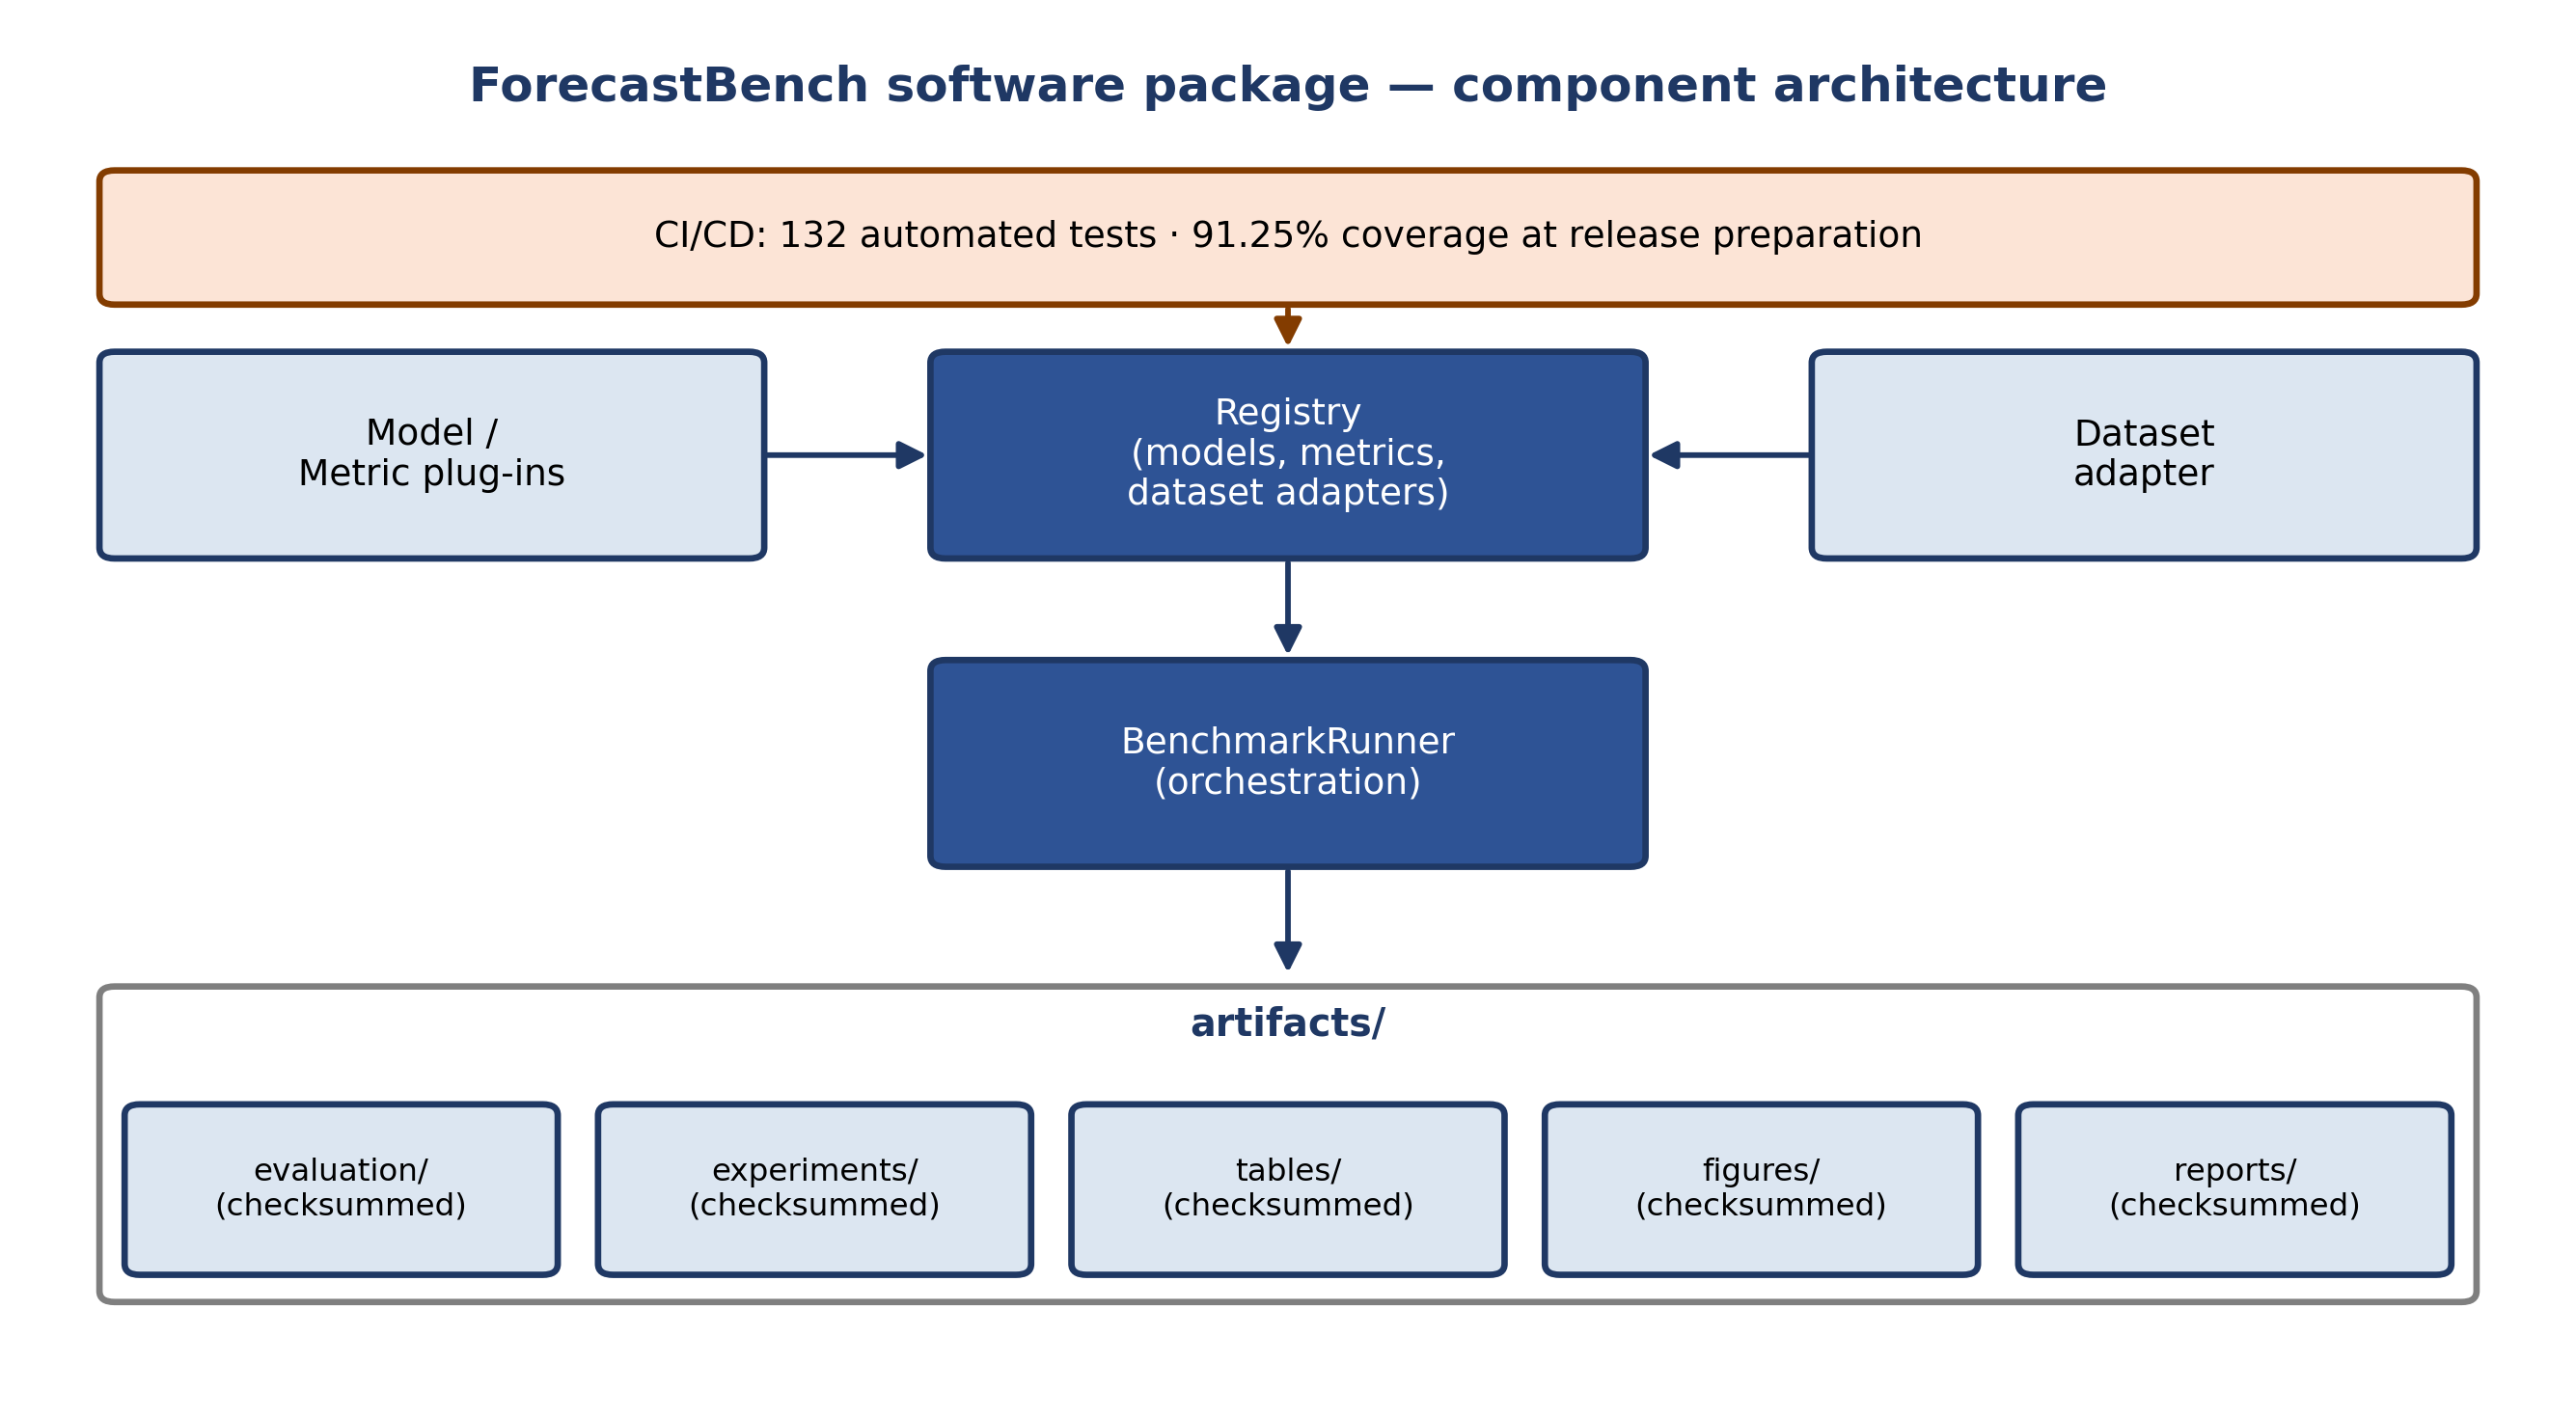 ForecastBench software package — component architecture
CI/CD: 132 automated tests · 91.25% coverage at release preparation
Model /
Metric plug-ins
Registry
(models, metrics,
dataset adapters)
Dataset
adapter
BenchmarkRunner
(orchestration)
artifacts/
evaluation/
(checksummed)
experiments/
(checksummed)
tables/
(checksummed)
figures/
(checksummed)
reports/
(checksummed)